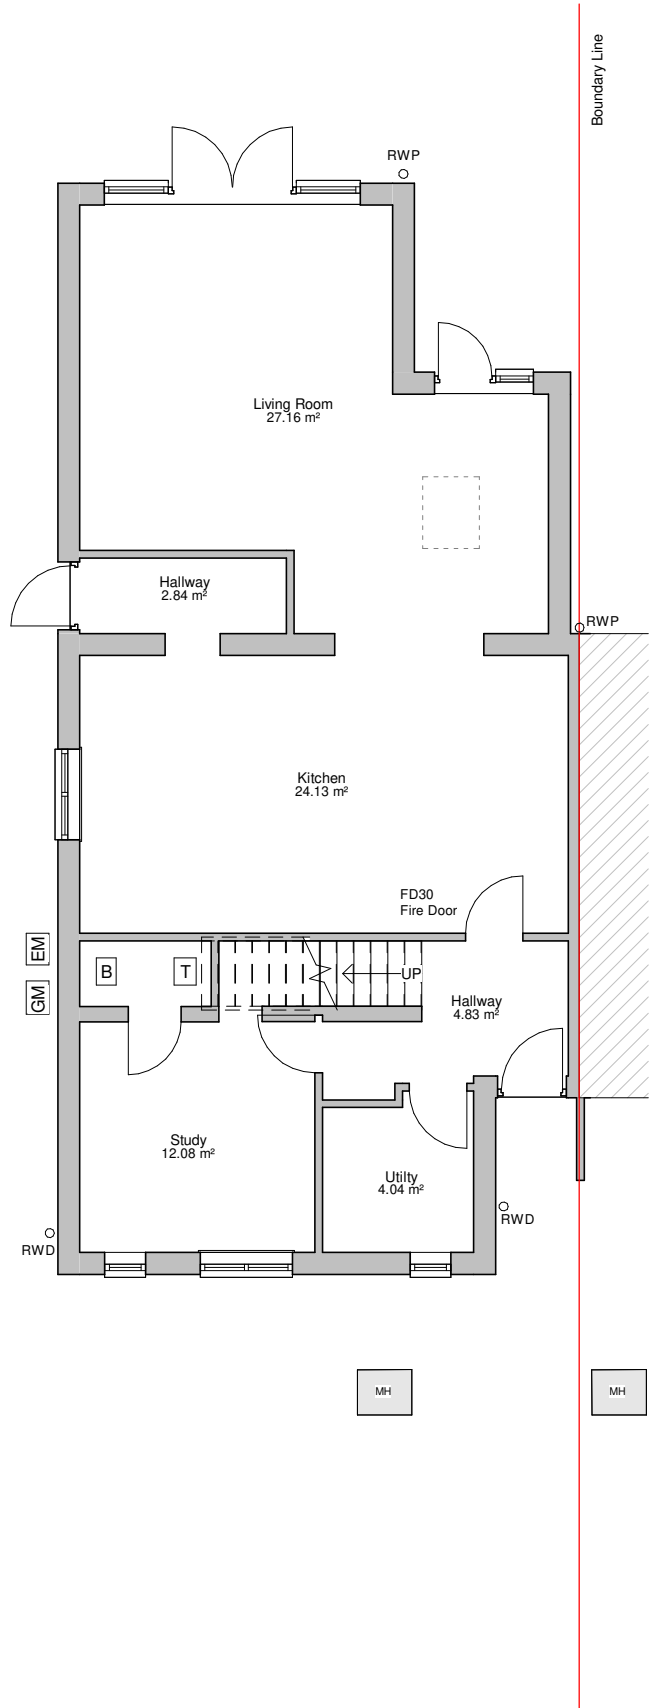 Boundary Line
RWP
Living Room
27.16 m²
Hallway
2.84 m²
RWP
Kitchen
24.13 m²
FD30
Fire Door
EM
B
T
UP
GM
Hallway
4.83 m²
Study
12.08 m²
Utilty
4.04 m²
RWD
RWD
MH
MH